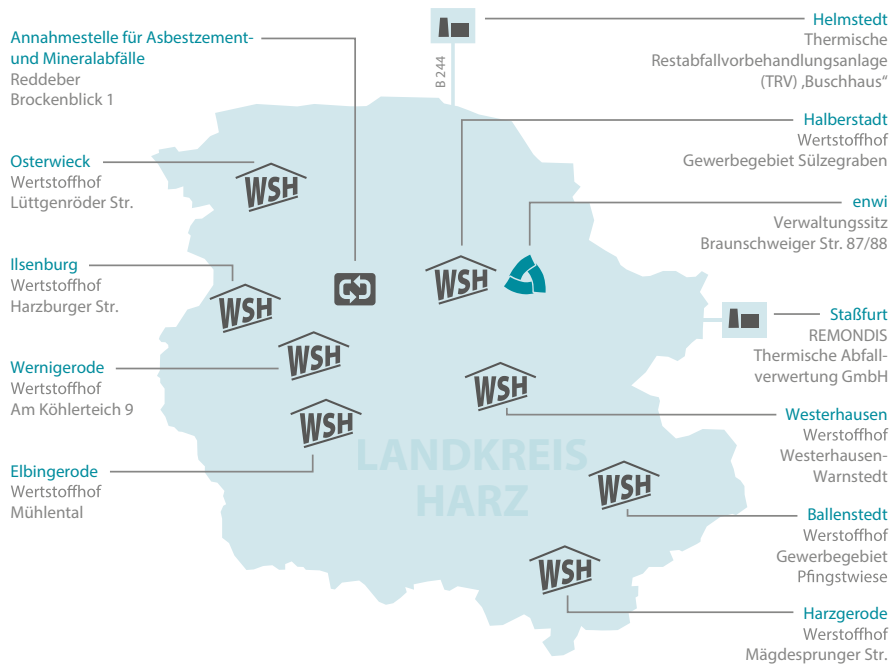 Annahmestelle für Asbestzement-
und Mineralabfälle
Reddeber
Brockenblick 1
Osterwieck
Wertstoffhof
Lüttgenröder Str.
Ilsenburg
Wertstoffhof
Harzburger Str.
Wernigerode
Wertstoffhof
Am Köhlerteich 9
Elbingerode
Wertstoffhof
Mühlental
B 244
WSH
WSH
WSH
WSH
WSH
WSH
WSH
WSH
LANDKREIS
HARZ
Helmstedt
Thermische
Restabfallvorbehandlungsanlage
(TRV) ‚Buschhaus“
Halberstadt
Wertstoffhof
Gewerbegebiet Sülzegraben
enwi
Verwaltungssitz
Braunschweiger Str. 87/88
Staßfurt
REMONDIS
Thermische Abfall-
verwertung GmbH
Westerhausen
Werstoffhof
Westerhausen-
Warnstedt
Ballenstedt
Werstoffhof
Gewerbegebiet
Pfingstwiese
Harzgerode
Werstoffhof
Mägdesprunger Str.